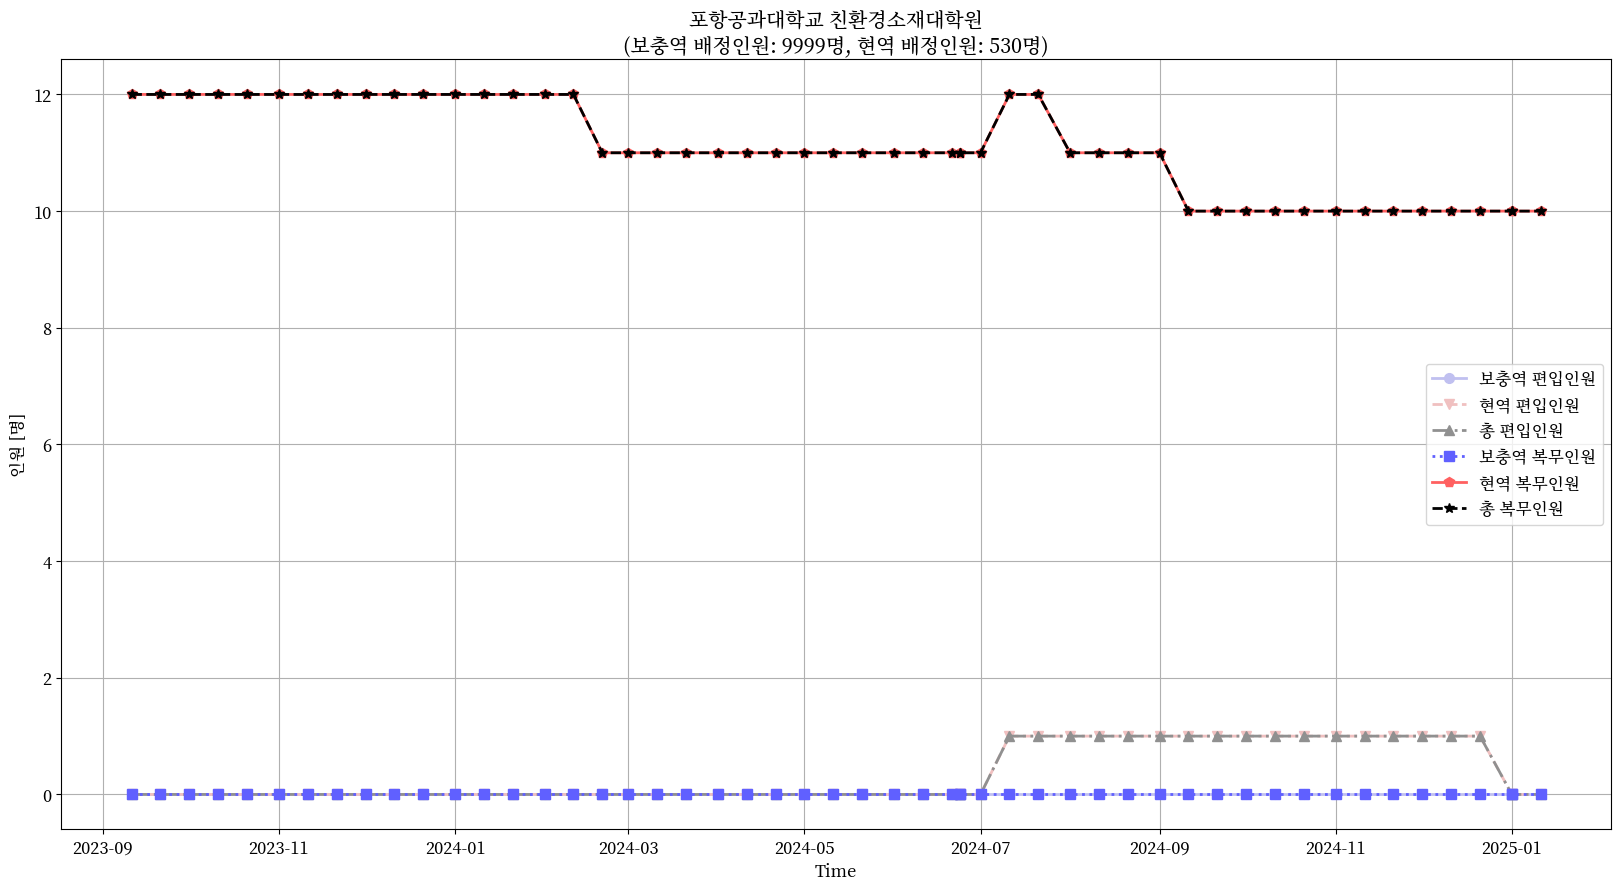 포항공과대학교 친환경소재대학원
(보충역 배정인원: 9999명, 현역 배정인원: 530명)
인원 [명]
12
10
8
6
4
2
0
보충역 편입인원
현역 편입인원
총 편입인원
보충역 복무인원
현역 복무인원
총 복무인원
2023-09
2023-11
2024-01
2024-03
2024-05
2024-07
2024-09
2024-11
2025-01
Time